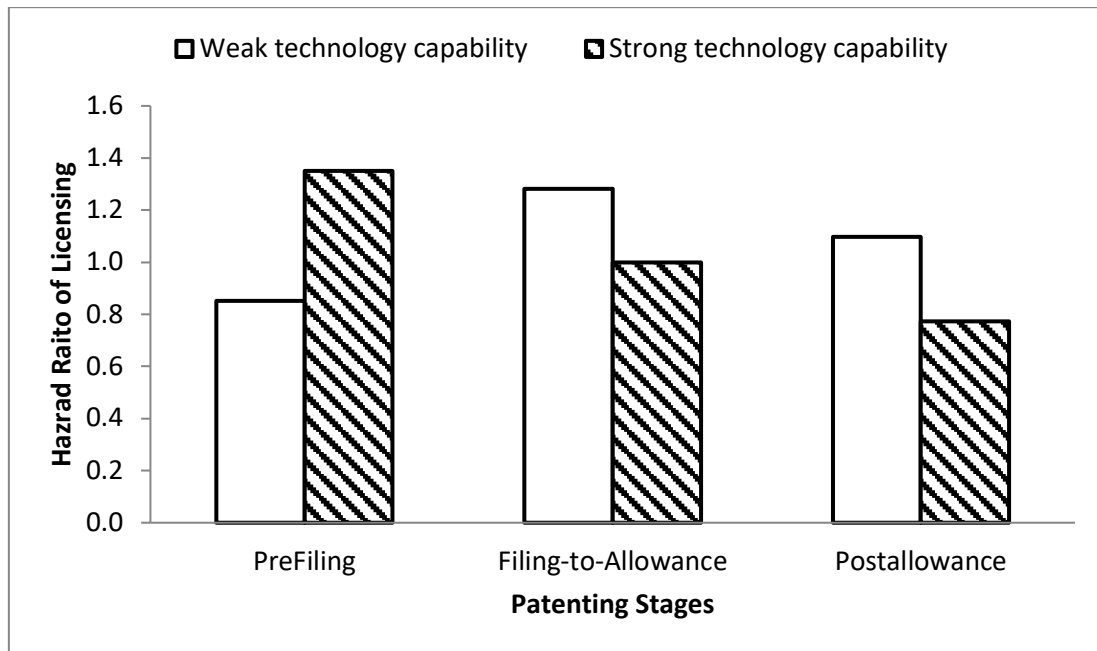 Weak technology capability Strong technology capability
1.6
1.4
1.2
1.0
0.8
0.6
0.4
0.2
0.0
Hazrad Raito of Licensing
PreFiling Filing-to-Allowance Postallowance
Patenting Stages